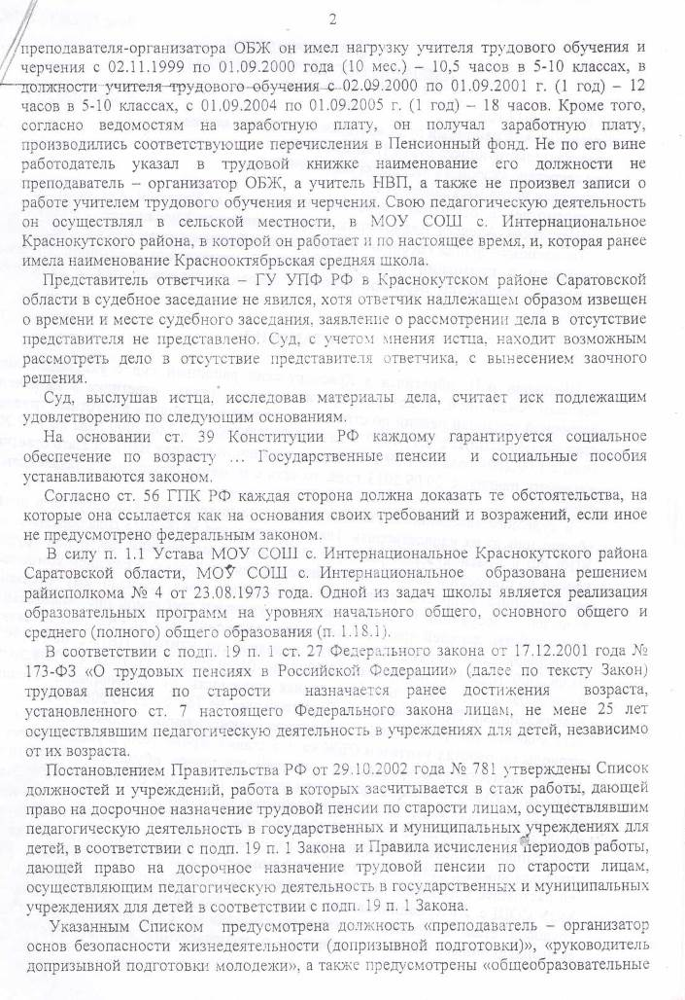 2
преподавателя-организатора ОБЖ он имел нагрузку учителя трудового обучения и
черчения с 02.11.1999 по 01.09.2000 года (10 мес.) – 10,5 часов в 5-10 классах, в
должности учителя трудового обучения с 02.09.2000 по 01.09.2001 г. (1 год) – 12
часов в 5-10 классах, с 01.09.2004 по 01.09.2005 г. (1 год) – 18 часов. Кроме того,
согласно ведомостям на заработную плату, он получал заработную плату,
производились соответствующие перечисления в Пенсионный фонд. Не по его вине
работодатель указал в трудовой книжке наименование его должности не
преподаватель – организатор ОБЖ, а учитель НВП, а также не произвел записи о
работе учителем трудового обучения и черчения. Свою педагогическую деятельность
он осуществлял в сельской местности, в МОУ СОШ с. Интернациональное
Краснокутского района, в которой он работает и по настоящее время, и, которая ранее
имела наименование Краснооктябрьская средняя школа.
Представитель ответчика – ГУ УПФ РФ в Краснокутском районе Саратовской
области в судебное заседание не явился, хотя ответчик надлежащем образом извещен
о времени и месте судебного заседания, заявление о рассмотрении дела в отсутствие
представителя не представлено. Суд, с учетом мнения истца, находит возможным
рассмотреть дело в отсутствие представителя ответчика, с вынесением заочного
решения.
Суд, выслушав истца, исследовав материалы дела, считает иск подлежащим
удовлетворению по следующим основаниям.
На основании ст. 39 Конституции РФ каждому гарантируется социальное
обеспечение по возрасту … Государственные пенсии и социальные пособия
устанавливаются законом.
Согласно ст. 56 ГПК РФ каждая сторона должна доказать те обстоятельства, на
которые она ссылается как на основания своих требований и возражений, если иное
не предусмотрено федеральным законом.
В силу п. 1.1 Устава МОУ СОШ с. Интернациональное Краснокутского района
Саратовской области, МОУ СОШ с. Интернациональное образована решением
райисполкома № 4 от 23.08.1973 года. Одной из задач школы является реализация
образовательных программ на уровнях начального общего, основного общего и
среднего (полного) общего образования (п. 1.18.1).
В соответствии с подп. 19 п. 1 ст. 27 Федерального закона от 17.12.2001 года №
173-ФЗ «О трудовых пенсиях в Российской Федерации» (далее по тексту Закон)
трудовая пенсия по старости назначается ранее достижения возраста,
установленного ст. 7 настоящего Федерального закона лицам, не мене 25 лет
осуществлявшим педагогическую деятельность в учреждениях для детей, независимо
от их возраста.
Постановлением Правительства РФ от 29.10.2002 года № 781 утверждены Список
должностей и учреждений, работа в которых засчитывается в стаж работы, дающей
право на досрочное назначение трудовой пенсии по старости лицам, осуществлявшим
педагогическую деятельность в государственных и муниципальных учреждениях для
детей, в соответствии с подп. 19 п. 1 Закона и Правила исчисления периодов работы,
дающей право на досрочное назначение трудовой пенсии по старости лицам,
осуществляющим педагогическую деятельность в государственных и муниципальных
учреждениях для детей в соответствии с подп. 19 п. 1 Закона.
Указанным Списком предусмотрена должность «преподаватель – организатор
основ безопасности жизнедеятельности (допризывной подготовки)», «руководитель
допризывной подготовки молодежи», а также предусмотрены «общеобразовательные